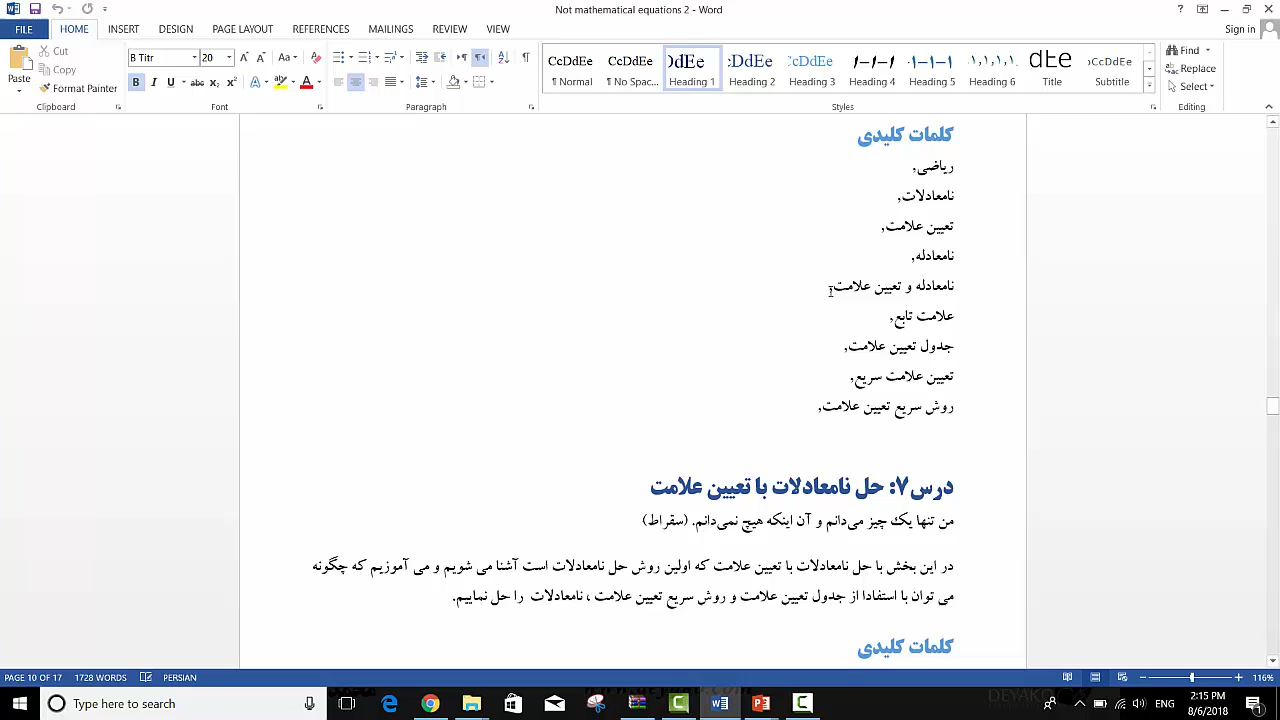 Not mathematical equations 2 - Word
Sign in
FILE HOME INSERT DESIGN PAGE LAYOUT REFERENCES MAILINGS REVIEW VIEW
Paste
Cut
Copy
Format Painter
B Titr 20
Clipboard Font Paragraph Styles Editing
CcDdEe CcDdEe CcDdEe
¶ Normal ¶ No Spac... Heading 1 Heading 2 Heading 3 Heading 4 Heading 5 Heading 6 Title Subtitle
Find
Replace
Select
کلمات کلیدی
ریاضی,
نامعادلات,
تعیین علامت,
نامعادله,
نامعادله و تعیین علامت,
علامت تابع,
جدول تعیین علامت,
تعیین علامت سریع,
روش سریع تعیین علامت,
درس۷: حل نامعادلات با تعیین علامت
من تنها یک چیز می‌دانم و آن اینکه هیچ نمی‌دانم. (سقراط)
در این بخش با حل نامعادلات با تعیین علامت که اولین روش حل نامعادلات است آشنا می شویم و می آموزیم که چگونه
می توان با استفادا از جدول تعیین علامت و روش سریع تعیین علامت ، نامعادلات را حل نماییم.
کلمات کلیدی
PAGE 10 OF 17 1728 WORDS PERSIAN 116%
Type here to search
ENG
2:15 PM
8/6/2018